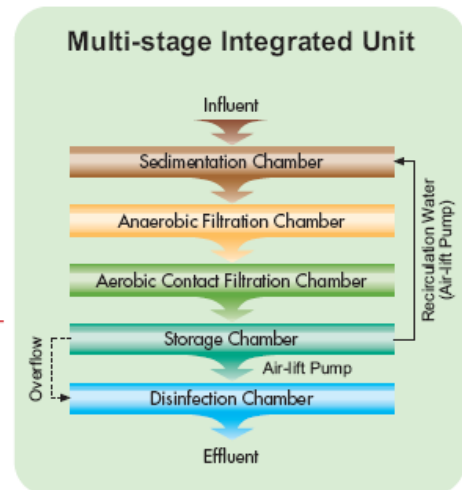 Multi-stage Integrated Unit
Influent
Sedimentation Chamber
Anaerobic Filtration Chamber
Aerobic Contact Filtration Chamber
Storage Chamber
Air-lift Pump
Disinfection Chamber
Effluent
Overflow
Recirculation Water
(Air-lift Pump)